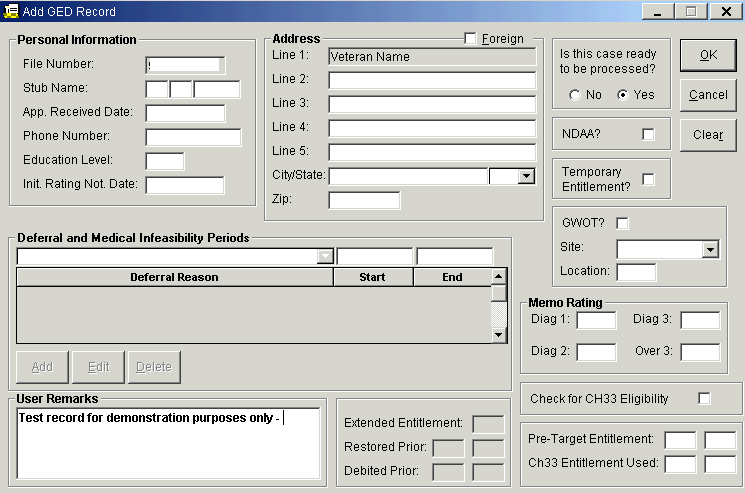 Add GED Record
Personal Information
File Number:
Stub Name:
App. Received Date:
Phone Number:
Education Level:
Init. Rating Not. Date:
Address
Foreign
Line 1: Veteran Name
Line 2:
Line 3:
Line 4:
Line 5:
City/State:
Zip:
Is this case ready
to be processed?
No Yes
NDAA?
Temporary
Entitlement?
GWOT?
Site:
Location:
OK
Cancel
Clear
Deferral and Medical Infeasibility Periods
Deferral Reason Start End
Add Edit Delete
Memo Rating
Diag 1: Diag 3:
Diag 2: Over 3:
User Remarks
Test record for demonstration purposes only -
Extended Entitlement:
Restored Prior:
Debited Prior:
Check for CH33 Eligibility
Pre-Target Entitlement:
Ch33 Entitlement Used: